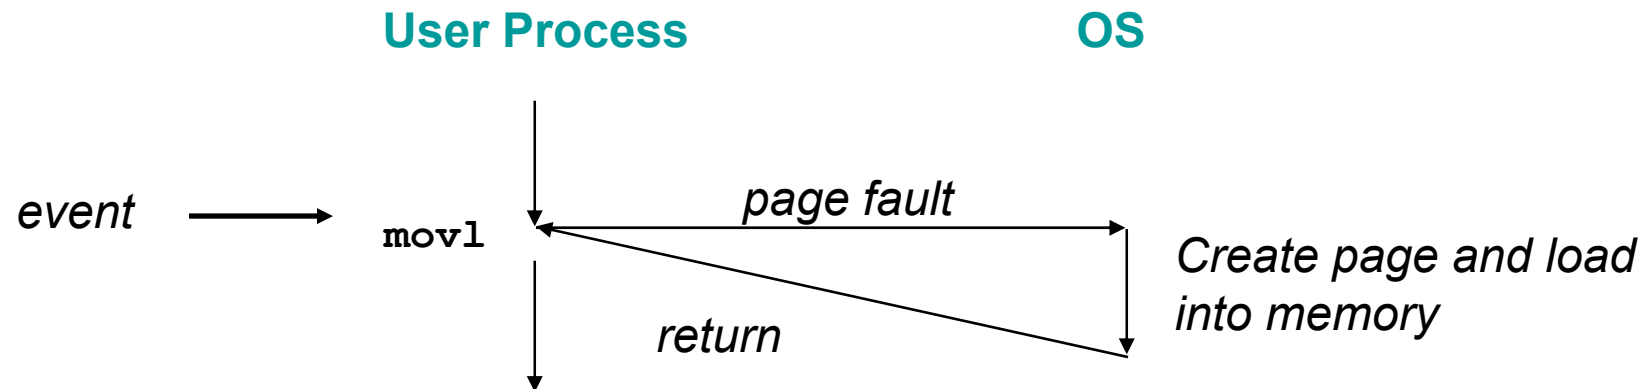 User Process
OS
event
movl
page fault
Create page and load
into memory
return